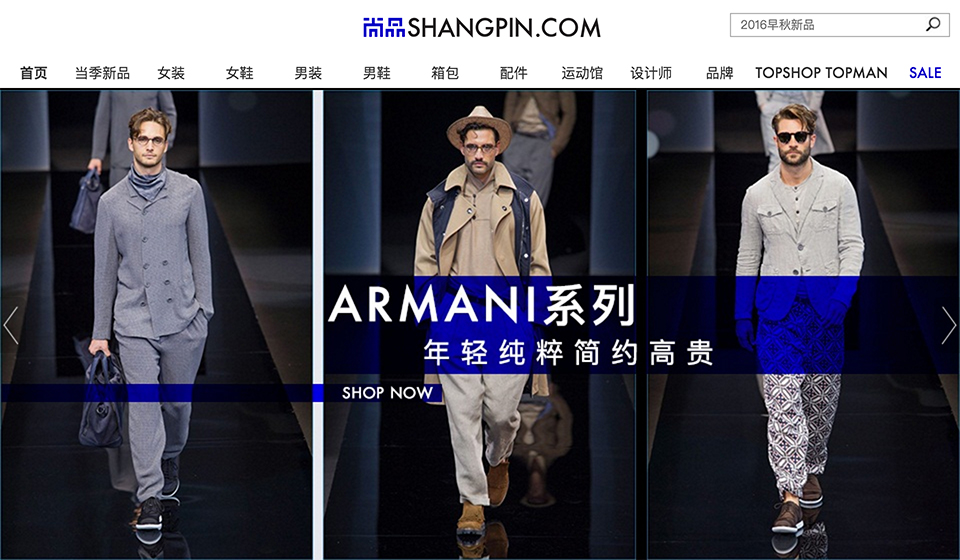 尚品SHANGPIN.COM
2016早秋新品
首页 当季新品 女装 女鞋 男装 男鞋 箱包 配件 运动馆 设计师 品牌 TOPSHOP TOPMAN SALE
ARMANI系列
年轻纯粹简约高贵
SHOP NOW